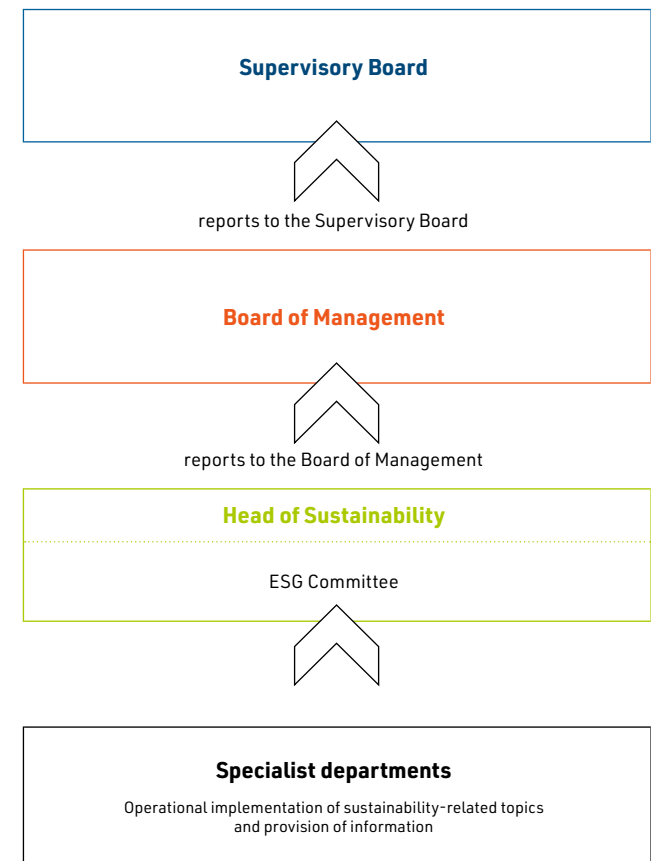 Supervisory Board
reports to the Supervisory Board
Board of Management
reports to the Board of Management
Head of Sustainability
ESG Committee
Specialist departments
Operational implementation of sustainability-related topics
and provision of information